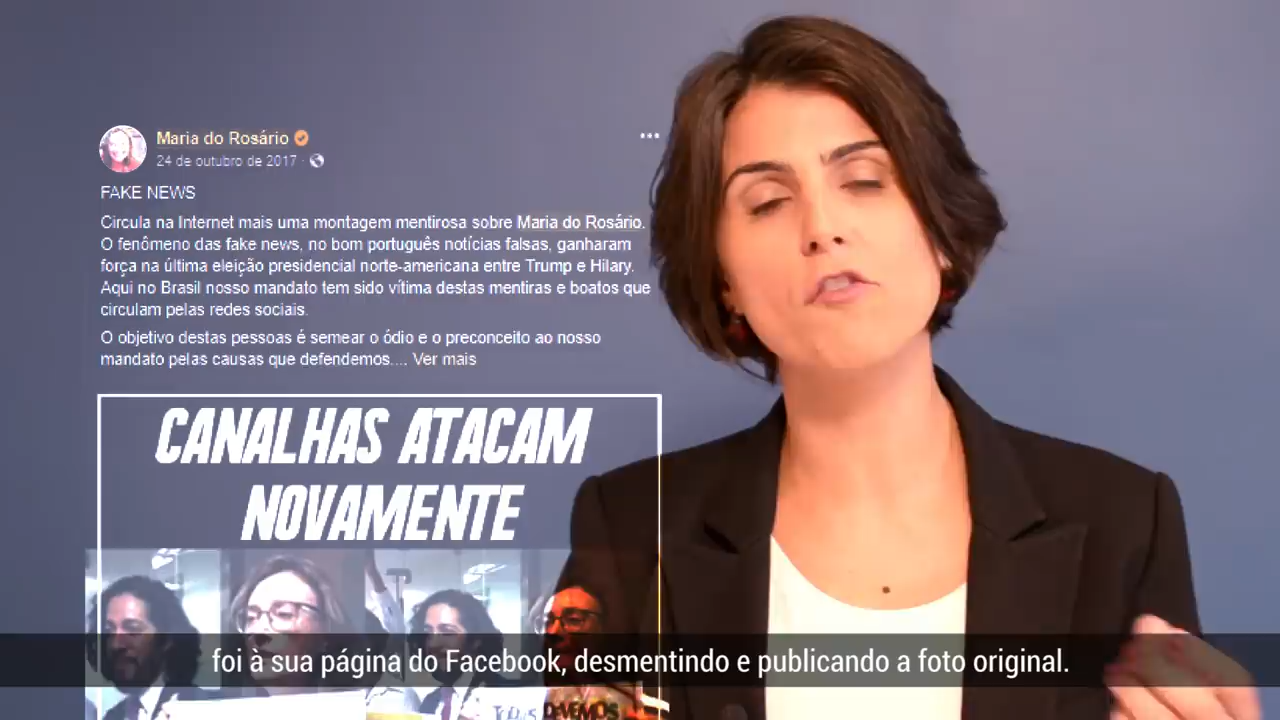 Maria do Rosário
24 de outubro de 2017 ·
FAKE NEWS
Circula na Internet mais uma montagem mentirosa sobre Maria do Rosário.
O fenômeno das fake news, no bom português notícias falsas, ganharam
força na última eleição presidencial norte-americana entre Trump e Hilary.
Aqui no Brasil nosso mandato tem sido vítima destas mentiras e boatos que
circulam pelas redes sociais.
O objetivo destas pessoas é semear o ódio e o preconceito ao nosso
mandato pelas causas que defendemos.... Ver mais
CANALHAS ATACAM
NOVAMENTE
foi à sua página do Facebook, desmentindo e publicando a foto original.
DEVEMOS